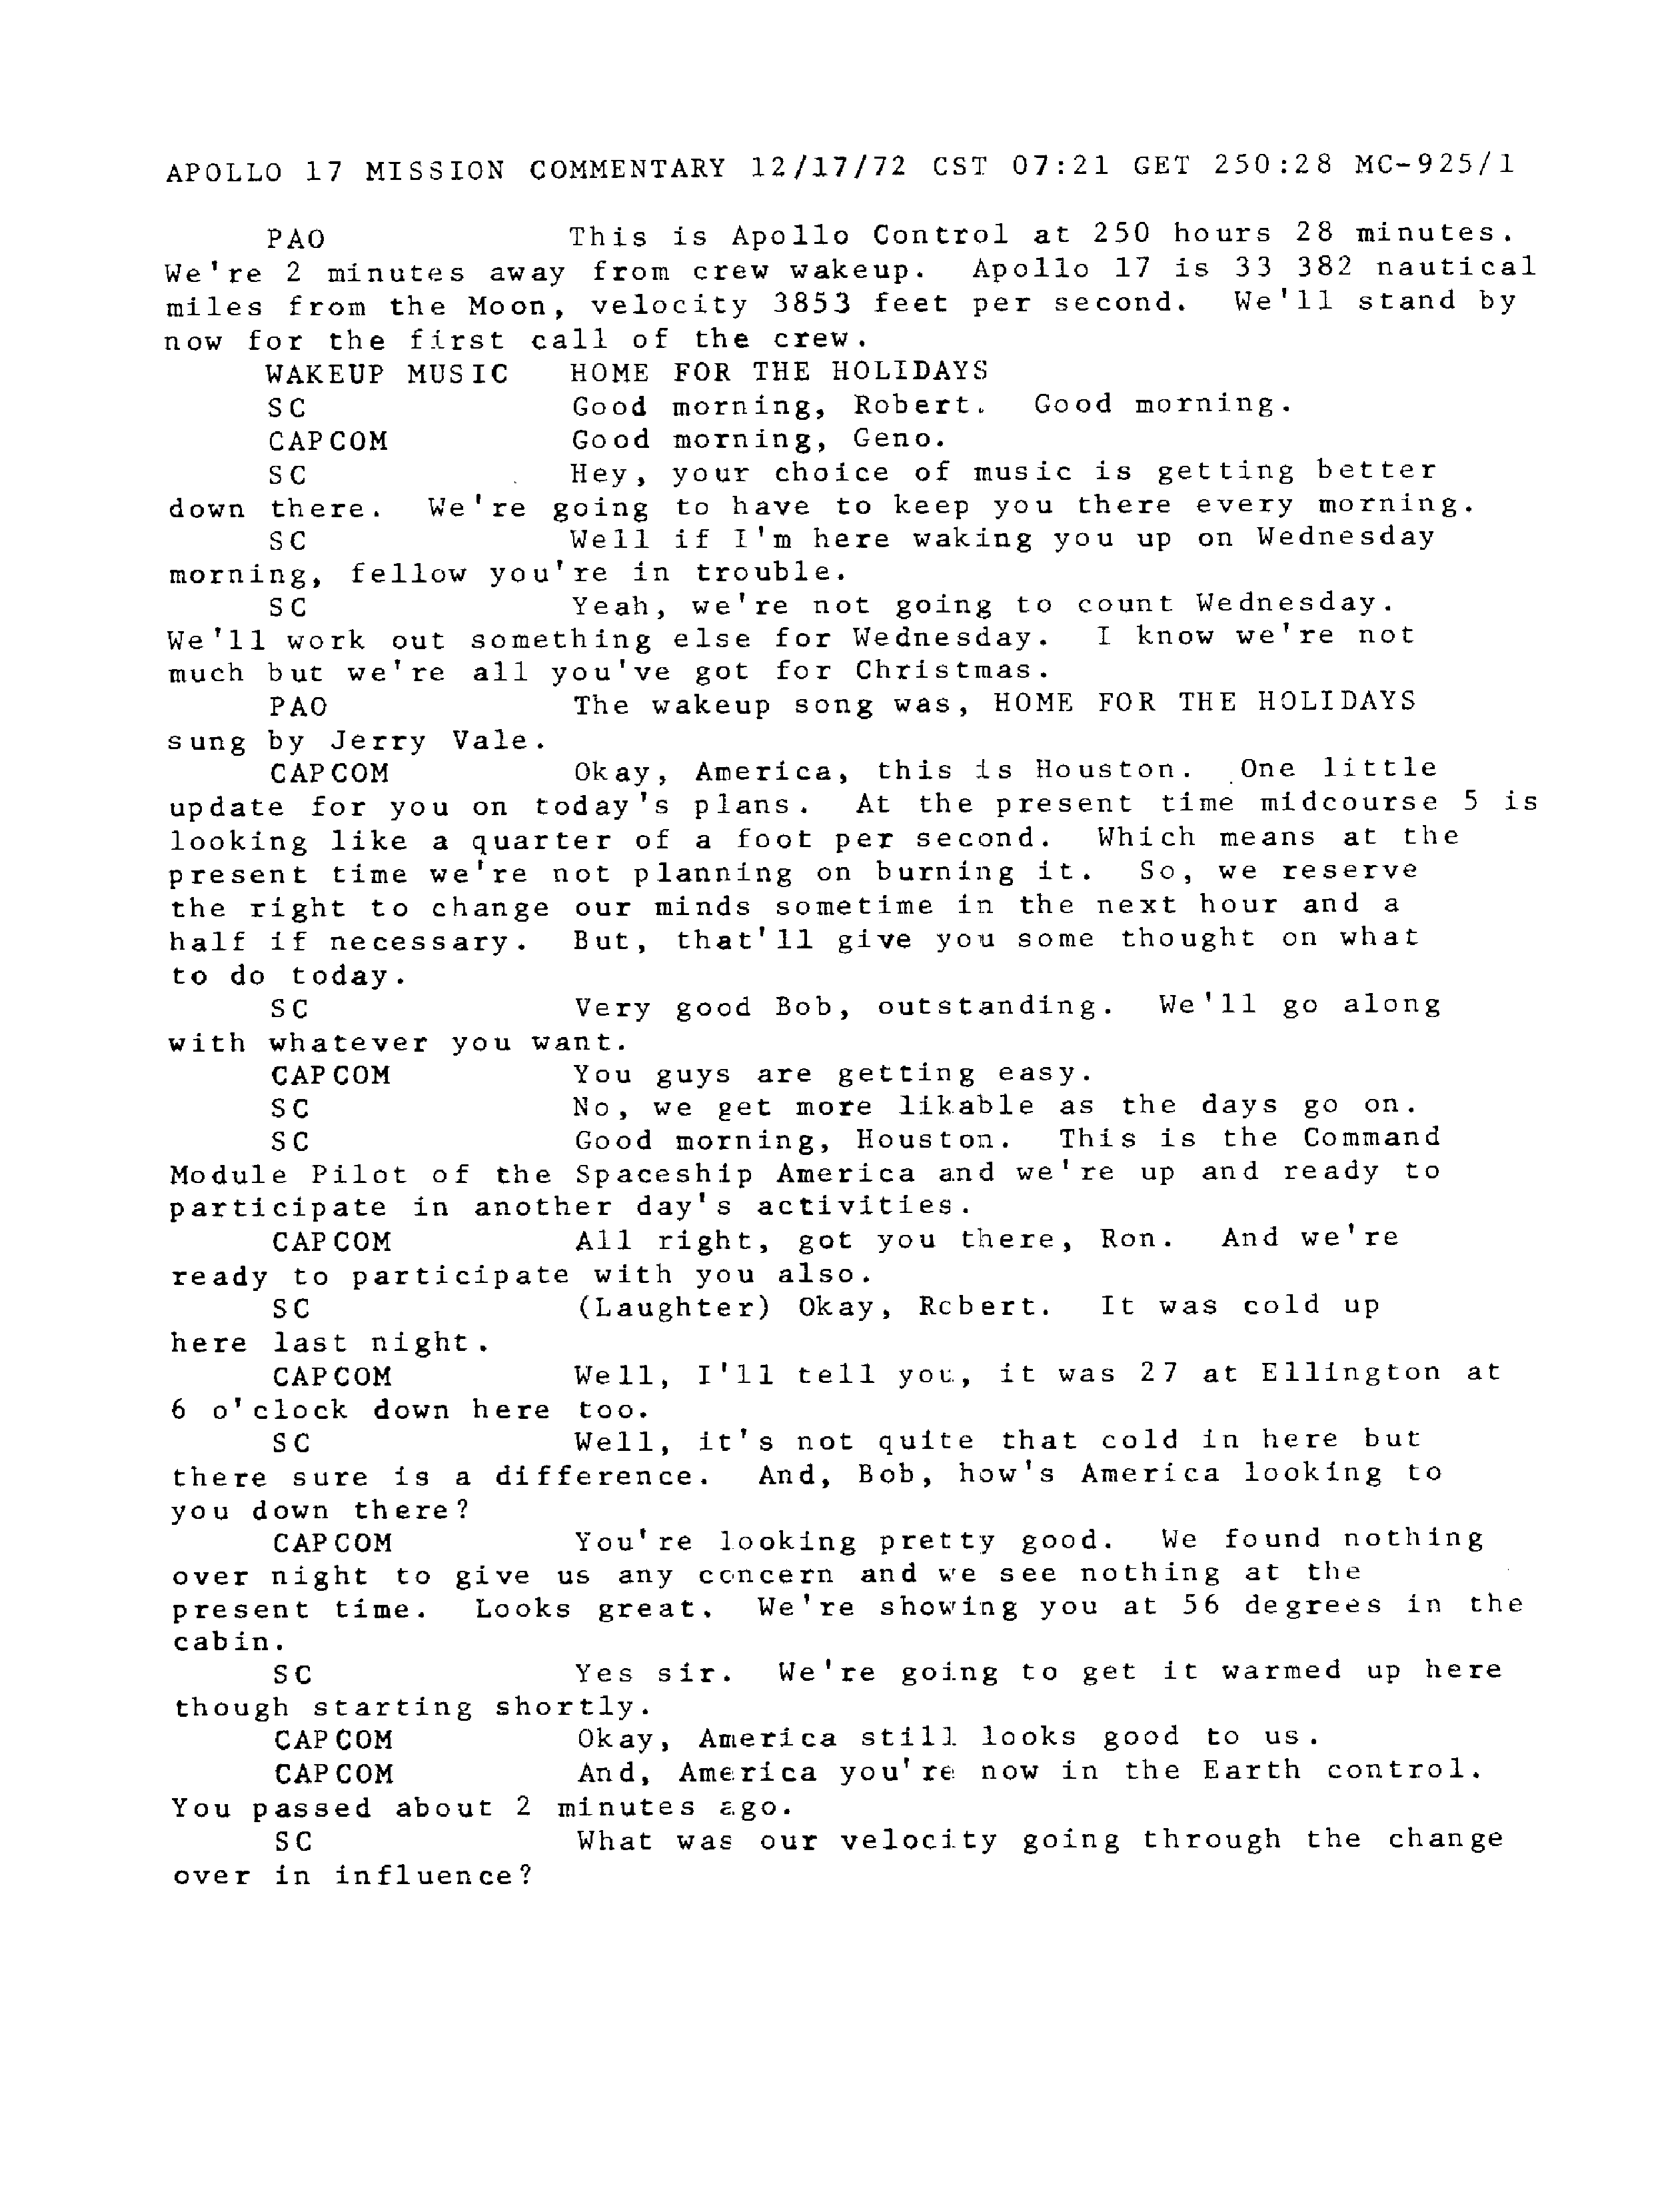 APOLLO 17 MISSION COMMENTARY 12/17/72 CST 07:21 GET 250:28 MC-925/1
PAO This is Apollo Control at 250 hours 28 minutes.
We're 2 minutes away from crew wakeup. Apollo 17 is 33 382 nautical
miles from the Moon, velocity 3853 feet per second. We'll stand by
now for the first call of the crew.
WAKEUP MUSIC HOME FOR THE HOLIDAYS
SC Good morning, Robert. Good morning.
CAPCOM Good morning, Geno.
SC Hey, your choice of music is getting better
down there. We're going to have to keep you there every morning.
SC Well if I'm here waking you up on Wednesday
morning, fellow you're in trouble.
SC Yeah, we're not going to count Wednesday.
We'll work out something else for Wednesday. I know we're not
much but we're all you've got for Christmas.
PAO The wakeup song was, HOME FOR THE HOLIDAYS
sung by Jerry Vale.
CAPCOM Okay, America, this is Houston. One little
update for you on today's plans. At the present time midcourse 5 is
looking like a quarter of a foot per second. Which means at the
present time we're not planning on burning it. So, we reserve
the right to change our minds sometime in the next hour and a
half if necessary. But, that'll give you some thought on what
to do today.
SC Very good Bob, outstanding. We'll go along
with whatever you want.
CAPCOM You guys are getting easy.
SC No, we get more likable as the days go on.
SC Good morning, Houston. This is the Command
Module Pilot of the Spaceship America and we're up and ready to
participate in another day's activities.
CAPCOM All right, got you there, Ron. And we're
ready to participate with you also.
SC (Laughter) Okay, Robert. It was cold up
here last night.
CAPCOM Well, I'll tell you, it was 27 at Ellington at
6 o'clock down here too.
SC Well, it's not quite that cold in here but
there sure is a difference. And, Bob, how's America looking to
you down there?
CAPCOM You're looking pretty good. We found nothing
over night to give us any concern and we see nothing at the
present time. Looks great. We're showing you at 56 degrees in the
cabin.
SC Yes sir. We're going to get it warmed up here
though starting shortly.
CAPCOM Okay, America still looks good to us.
CAPCOM And, America you're now in the Earth control.
You passed about 2 minutes ago.
SC What was our velocity going through the change
over in influence?